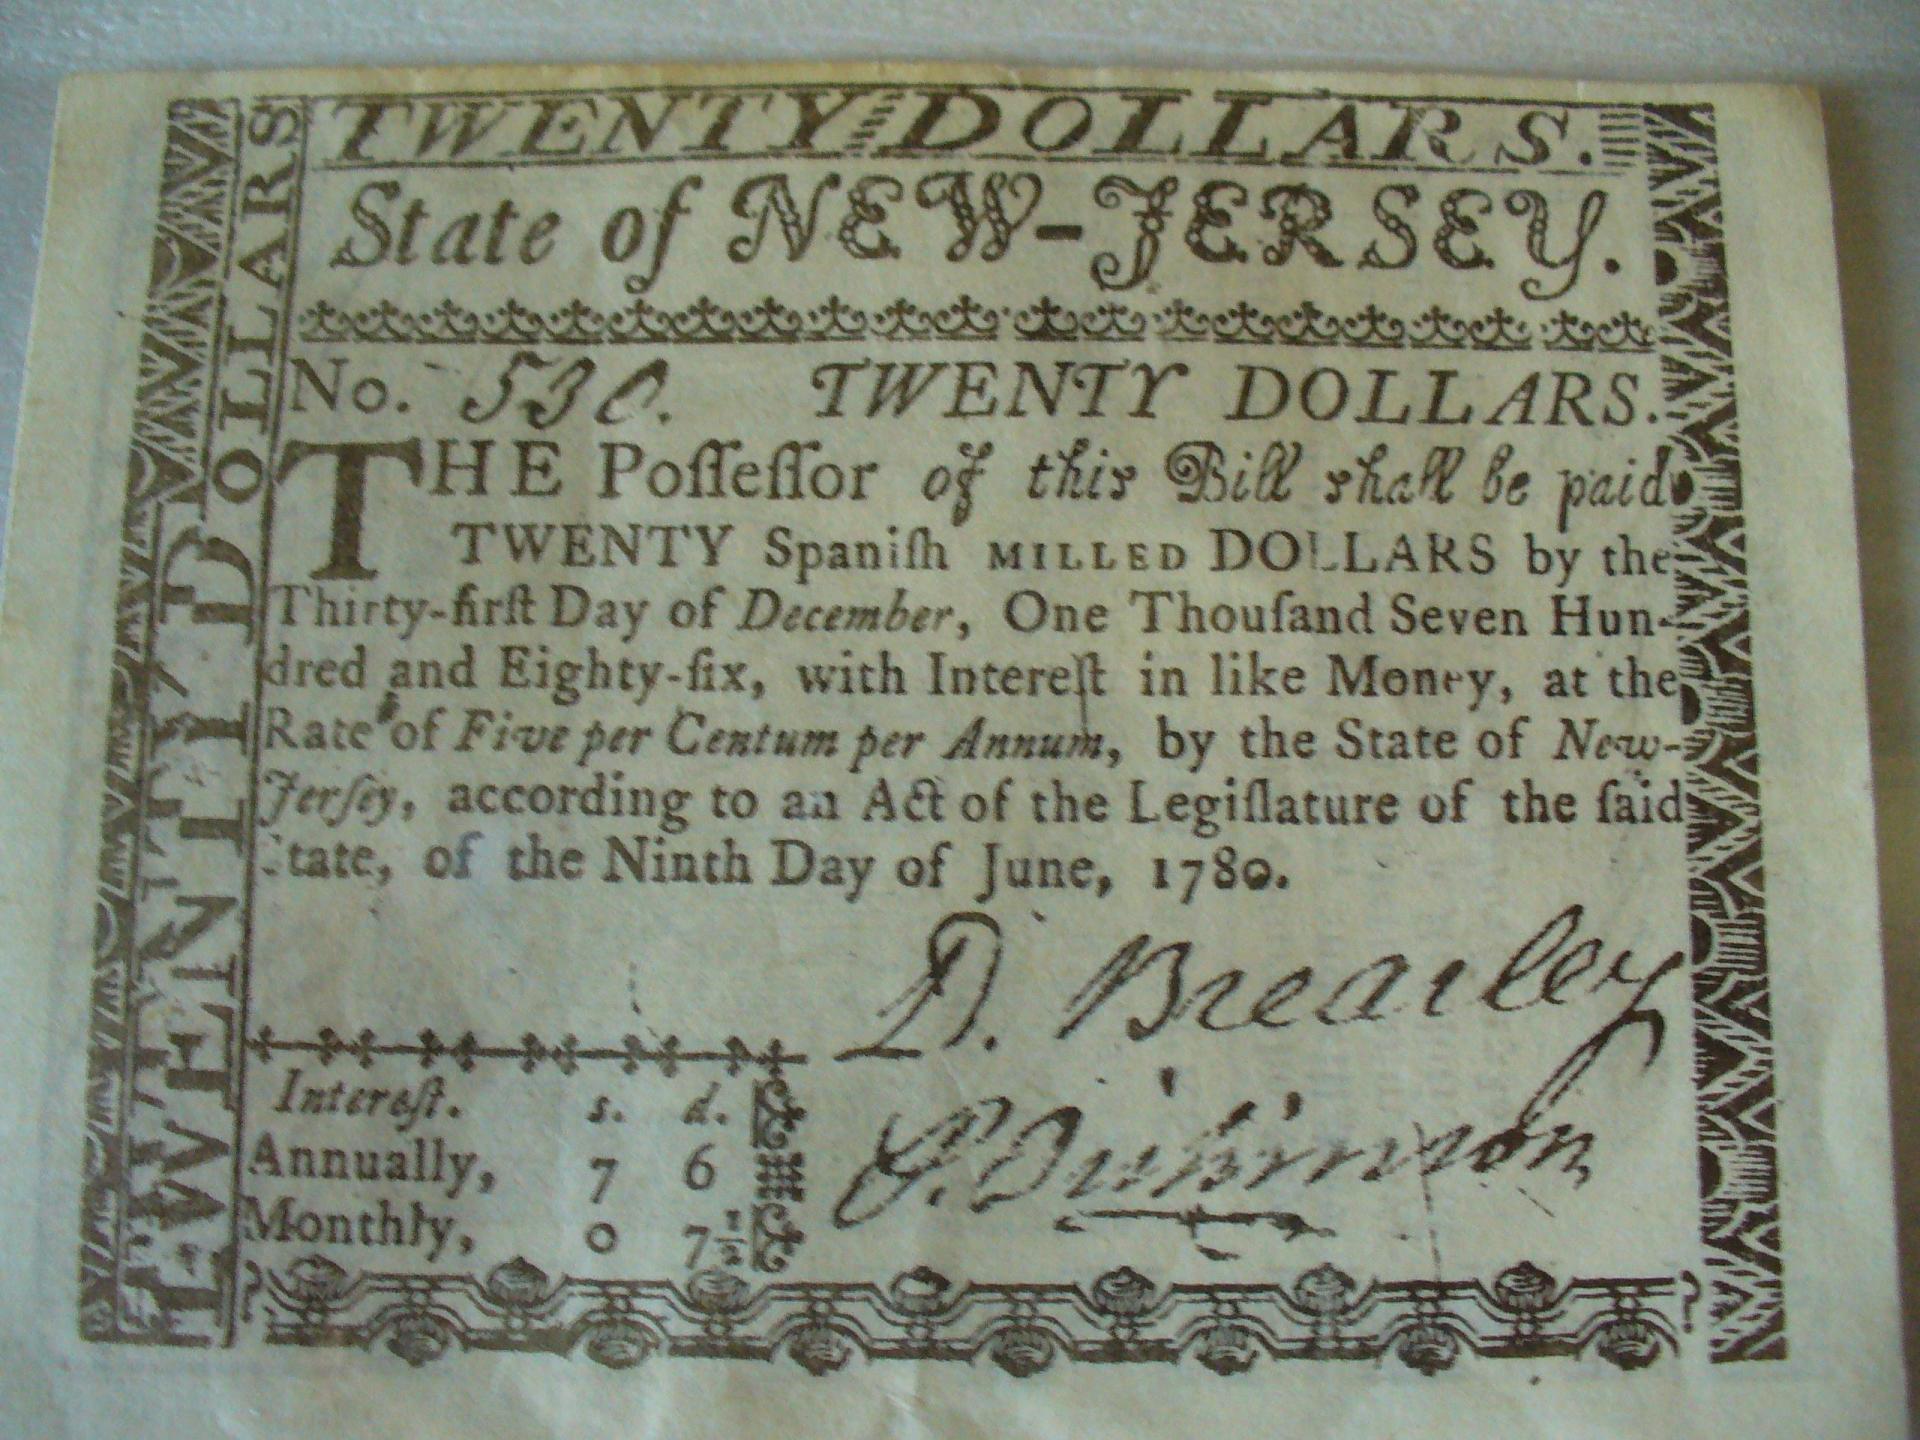 TWENTY DOLLARS.
TWENTY DOLLARS
State of NEW-JERSEY.
No. 530. TWENTY DOLLARS.
THE Poſſeſſor of this Bill shall be paid
TWENTY Spaniſh MILLED DOLLARS by the
Thirty-firſt Day of December, One Thouſand Seven Hun-
dred and Eighty-ſix, with Intereſt in like Money, at the
Rate of Five per Centum per Annum, by the State of New-
Jerſey, according to an Act of the Legiſlature of the ſaid
State, of the Ninth Day of June, 1780.
D. Brearley
P. Dickinson
Intereſt. s. d.
Annually, 7 6
Monthly, 0 7½